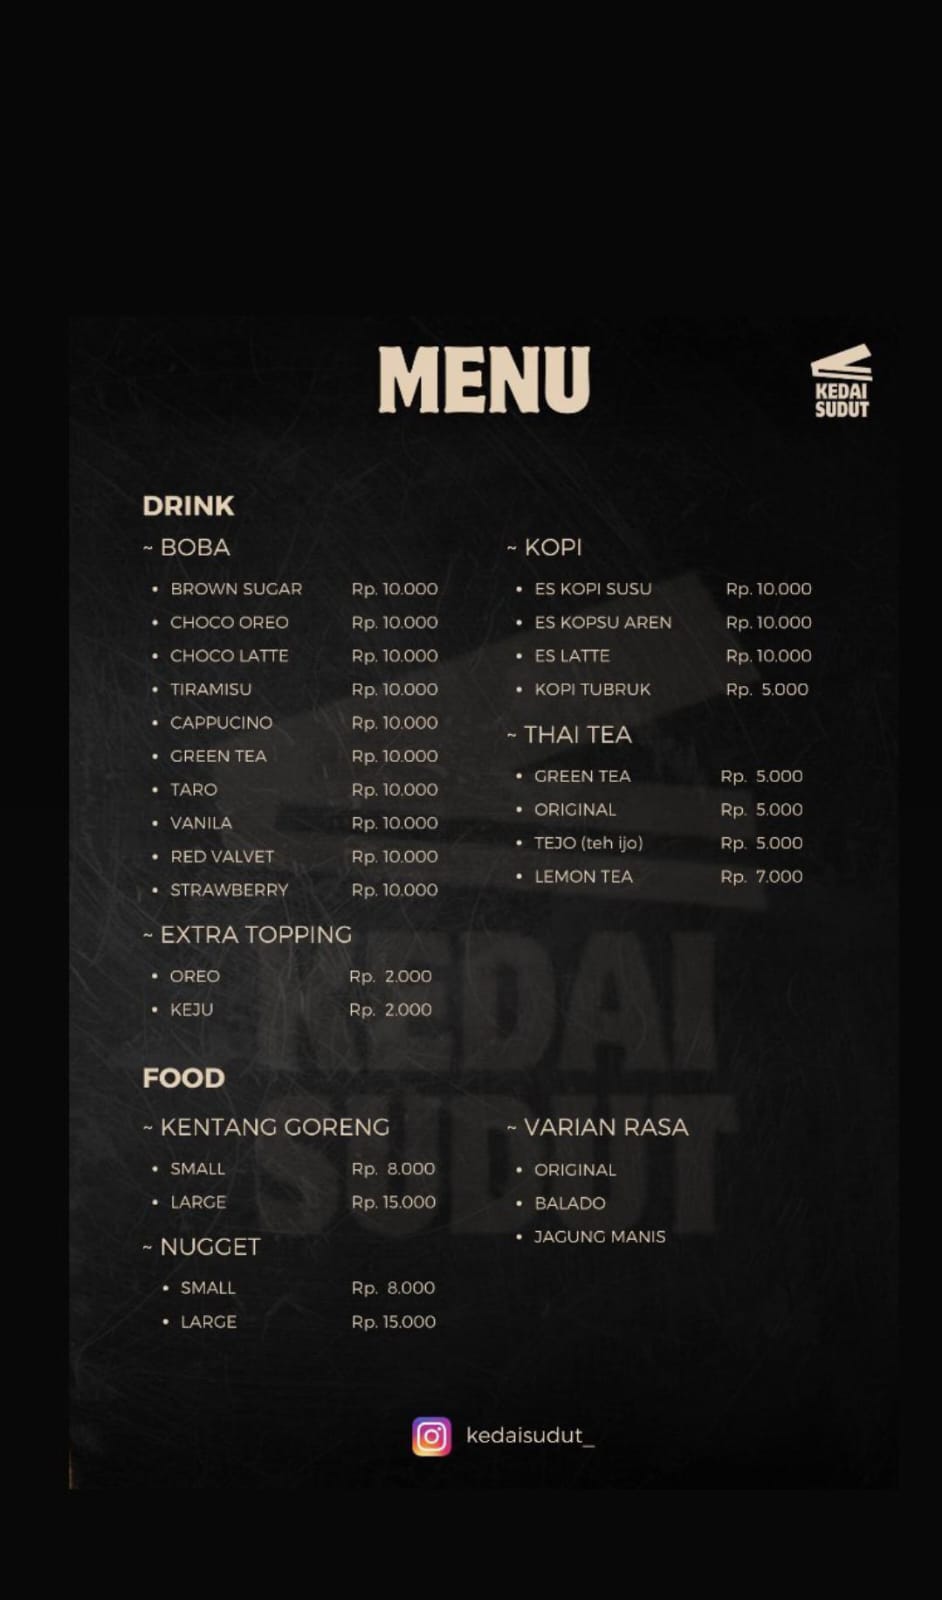 MENU
KEDAI
SUDUT
DRINK
~ BOBA
• BROWN SUGAR Rp. 10.000
• CHOCO OREO Rp. 10.000
• CHOCO LATTE Rp. 10.000
• TIRAMISU Rp. 10.000
• CAPPUCINO Rp. 10.000
• GREEN TEA Rp. 10.000
• TARO Rp. 10.000
• VANILA Rp. 10.000
• RED VALVET Rp. 10.000
• STRAWBERRY Rp. 10.000
~ EXTRA TOPPING
• OREO Rp. 2.000
• KEJU Rp. 2.000
~ KOPI
• ES KOPI SUSU Rp. 10.000
• ES KOPSU AREN Rp. 10.000
• ES LATTE Rp. 10.000
• KOPI TUBRUK Rp. 5.000
~ THAI TEA
• GREEN TEA Rp. 5.000
• ORIGINAL Rp. 5.000
• TEJO (teh ijo) Rp. 5.000
• LEMON TEA Rp. 7.000
KEDAI
SUDUT
FOOD
~ KENTANG GORENG
• SMALL Rp. 8.000
• LARGE Rp. 15.000
~ NUGGET
• SMALL Rp. 8.000
• LARGE Rp. 15.000
~ VARIAN RASA
• ORIGINAL
• BALADO
• JAGUNG MANIS
kedaisudut_